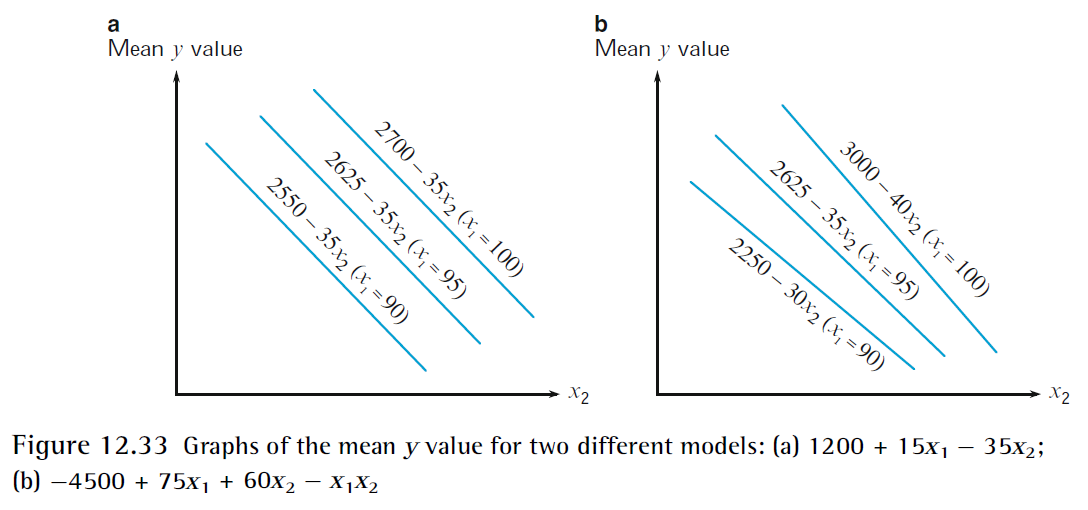 a
Mean y value
2700 – 35x₂ (x₁ = 100)
2625 – 35x₂ (x₁ = 95)
2550 – 35x₂ (x₁ = 90)
x₂
b
Mean y value
3000 – 40x₂ (x₁ = 100)
2625 – 35x₂ (x₁ = 95)
2250 – 30x₂ (x₁ = 90)
x₂
Figure 12.33 Graphs of the mean y value for two different models: (a) 1200 + 15x₁ – 35x₂;
(b) –4500 + 75x₁ + 60x₂ – x₁x₂